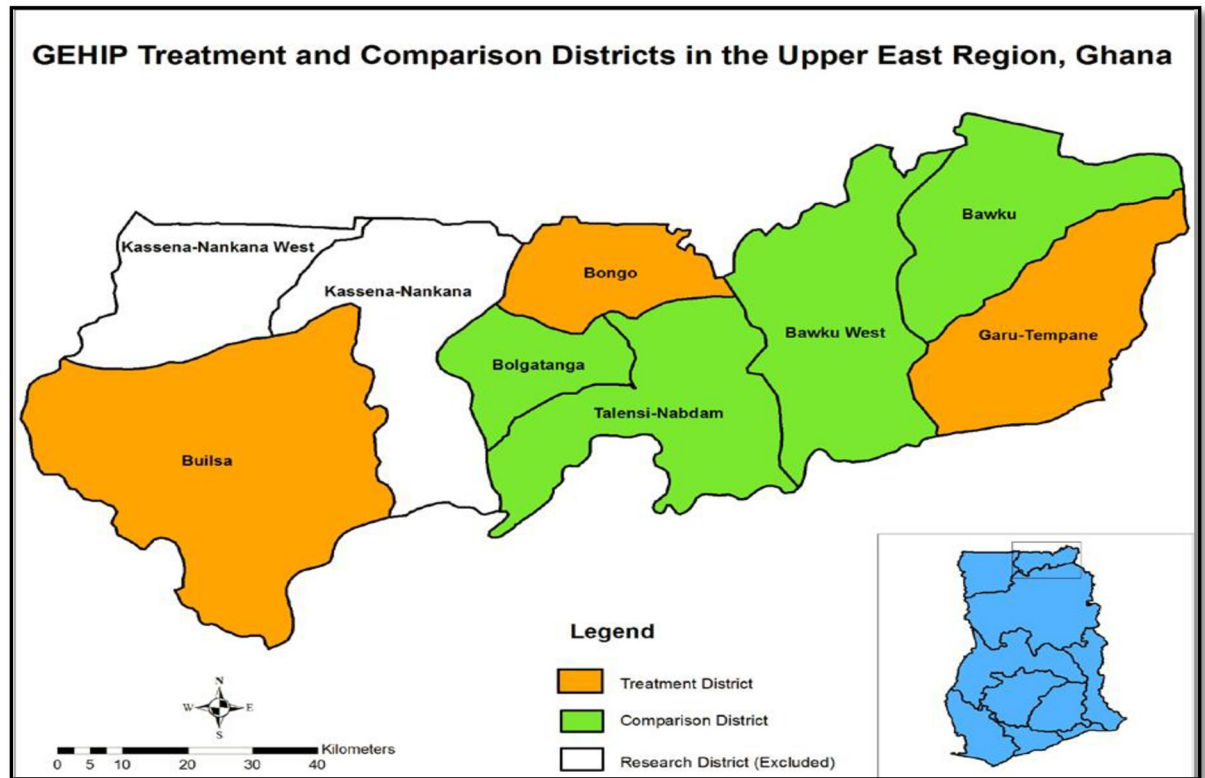 GEHIP Treatment and Comparison Districts in the Upper East Region, Ghana
Kassena-Nankana West
Kassena-Nankana
Bongo
Bawku
Bolgatanga
Bawku West
Garu-Tempane
Talensi-Nabdam
Builsa
Legend
Treatment District
Comparison District
Research District (Excluded)
N
W E
S
Kilometers
0 5 10 20 30 40